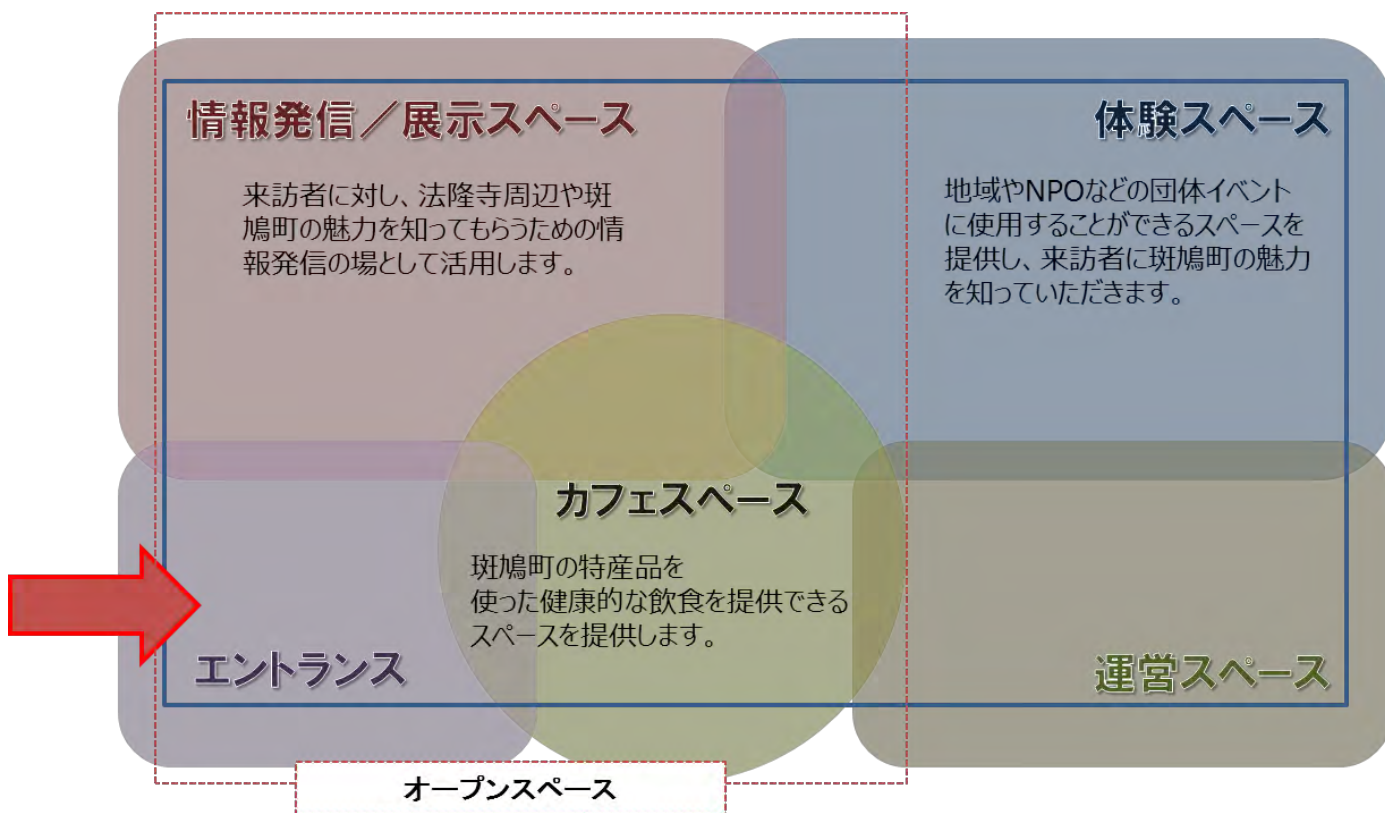 情報発信／展示スペース
来訪者に対し、法隆寺周辺や斑
鳩町の魅力を知ってもらうための情
報発信の場として活用します。
体験スペース
地域やNPOなどの団体イベント
に使用することができるスペースを
提供し、来訪者に斑鳩町の魅力
を知っていただきます。
カフェスペース
斑鳩町の特産品を
使った健康的な飲食を提供できる
スペースを提供します。
エントランス
運営スペース
オープンスペース